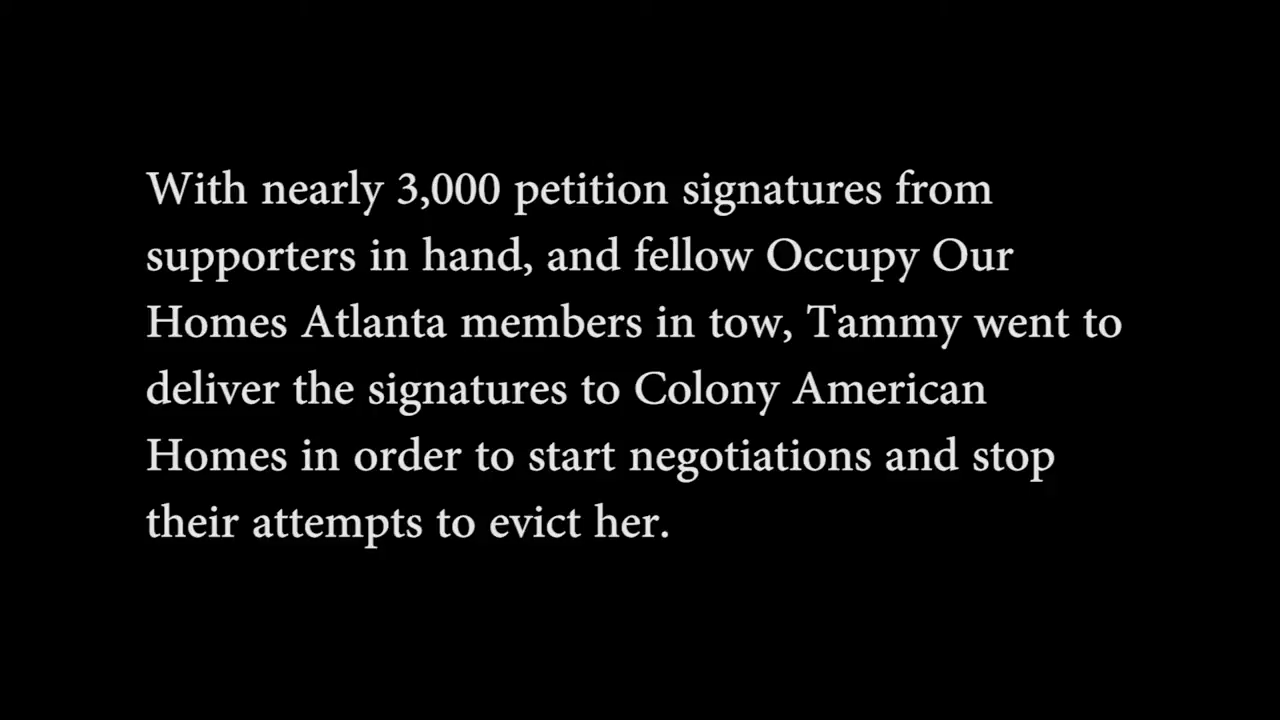 With nearly 3,000 petition signatures from
supporters in hand, and fellow Occupy Our
Homes Atlanta members in tow, Tammy went to
deliver the signatures to Colony American
Homes in order to start negotiations and stop
their attempts to evict her.